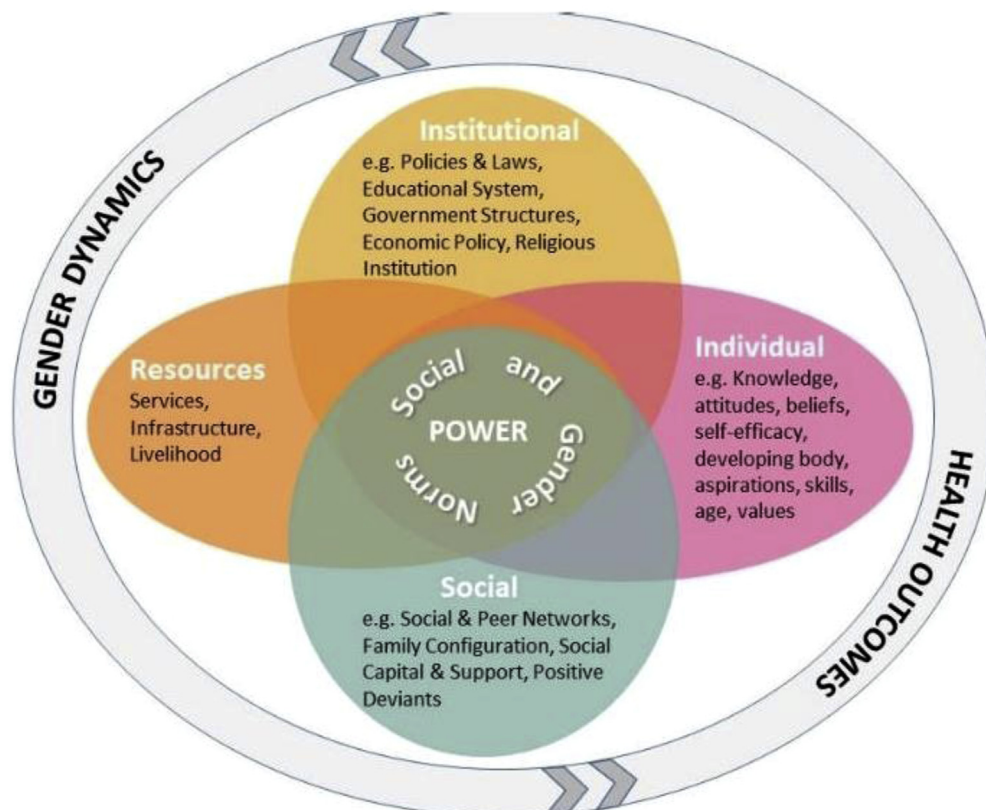 GENDER DYNAMICS
Institutional
e.g. Policies & Laws,
Educational System,
Government Structures,
Economic Policy, Religious
Institution
Resources
Services,
Infrastructure,
Livelihood
Social and Gender Norms
POWER
Individual
e.g. Knowledge,
attitudes, beliefs,
self-efficacy,
developing body,
aspirations, skills,
age, values
Social
e.g. Social & Peer Networks,
Family Configuration, Social
Capital & Support, Positive
Deviants
HEALTH OUTCOMES